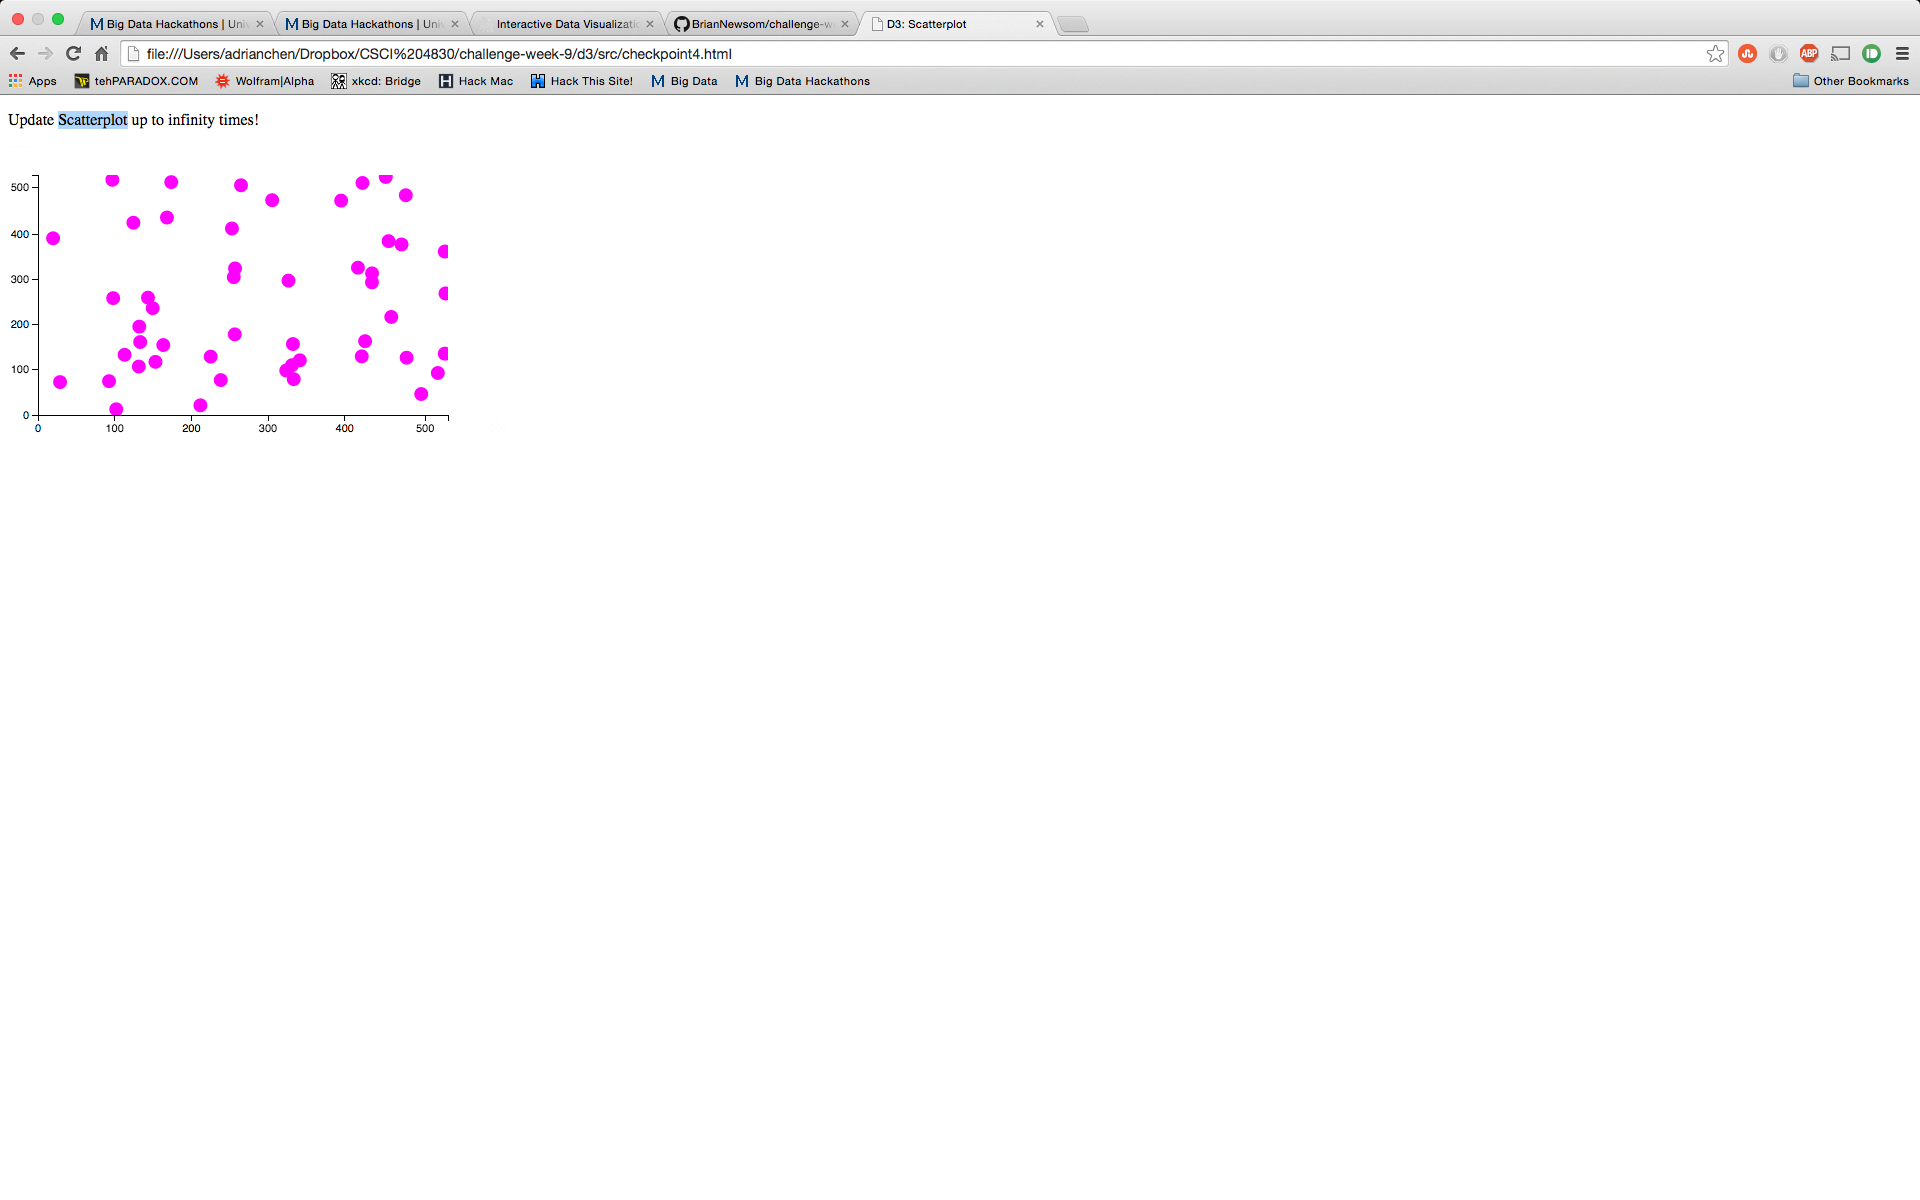 Big Data Hackathons | Univ
Big Data Hackathons | Univ
Interactive Data Visualizatio
BrianNewsom/challenge-w
D3: Scatterplot
file:///Users/adrianchen/Dropbox/CSCI%204830/challenge-week-9/d3/src/checkpoint4.html
ABP
Apps
tehPARADOX.COM
Wolfram|Alpha
xkcd: Bridge
Hack Mac
Hack This Site!
Big Data
Big Data Hackathons
Other Bookmarks
Update Scatterplot up to infinity times!
500
400
300
200
100
0
0 100 200 300 400 500